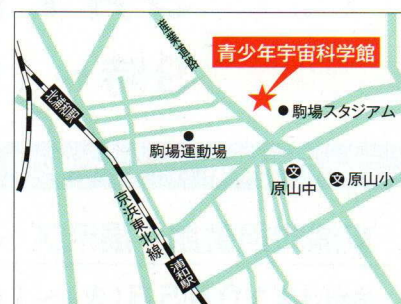 産業道路
青少年宇宙科学館
北浦和駅
駒場スタジアム
駒場運動場
文
原山中
文
原山小
京浜東北線
浦和駅